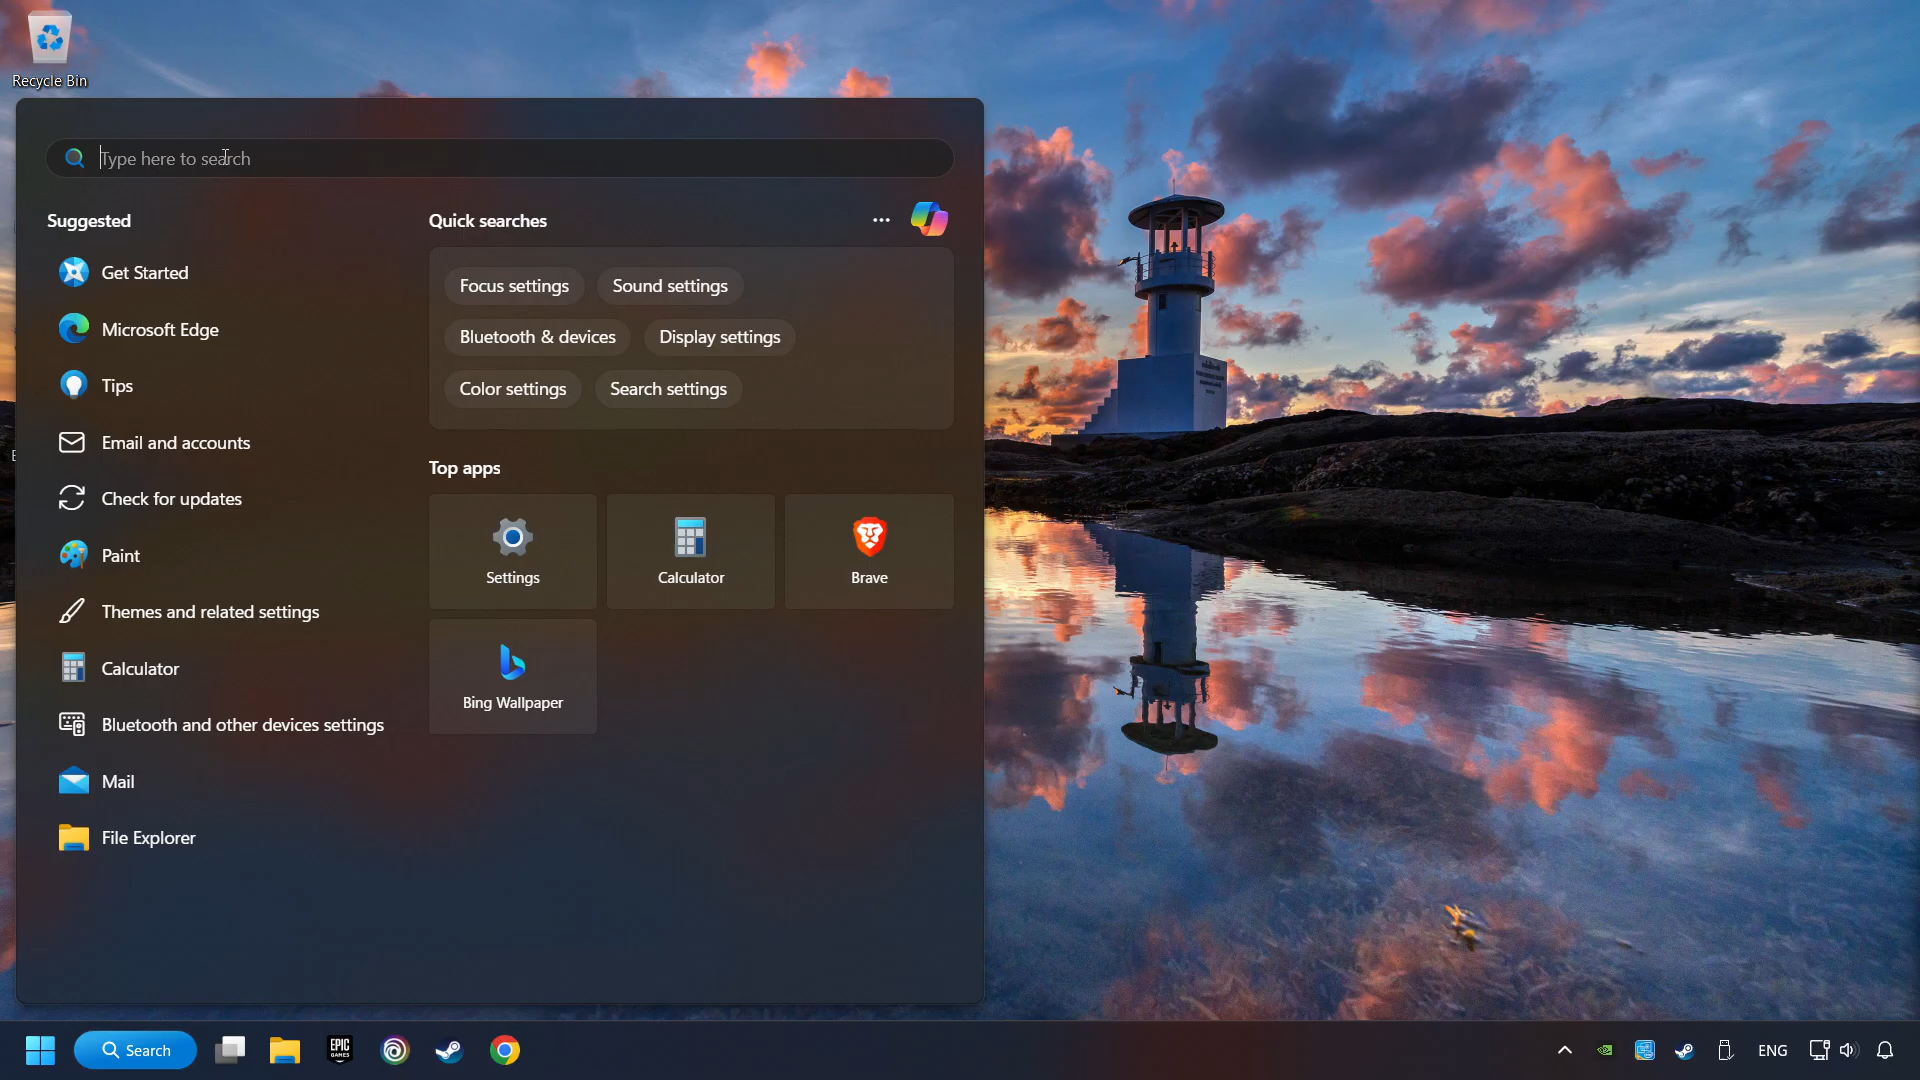 Recycle Bin
Type here to search
Suggested
Get Started
Microsoft Edge
Tips
Email and accounts
Check for updates
Paint
Themes and related settings
Calculator
Bluetooth and other devices settings
Mail
File Explorer
Quick searches
Focus settings
Sound settings
Bluetooth & devices
Display settings
Color settings
Search settings
Top apps
Settings
Calculator
Brave
Bing Wallpaper
Search
EPIC
GAMES
ENG